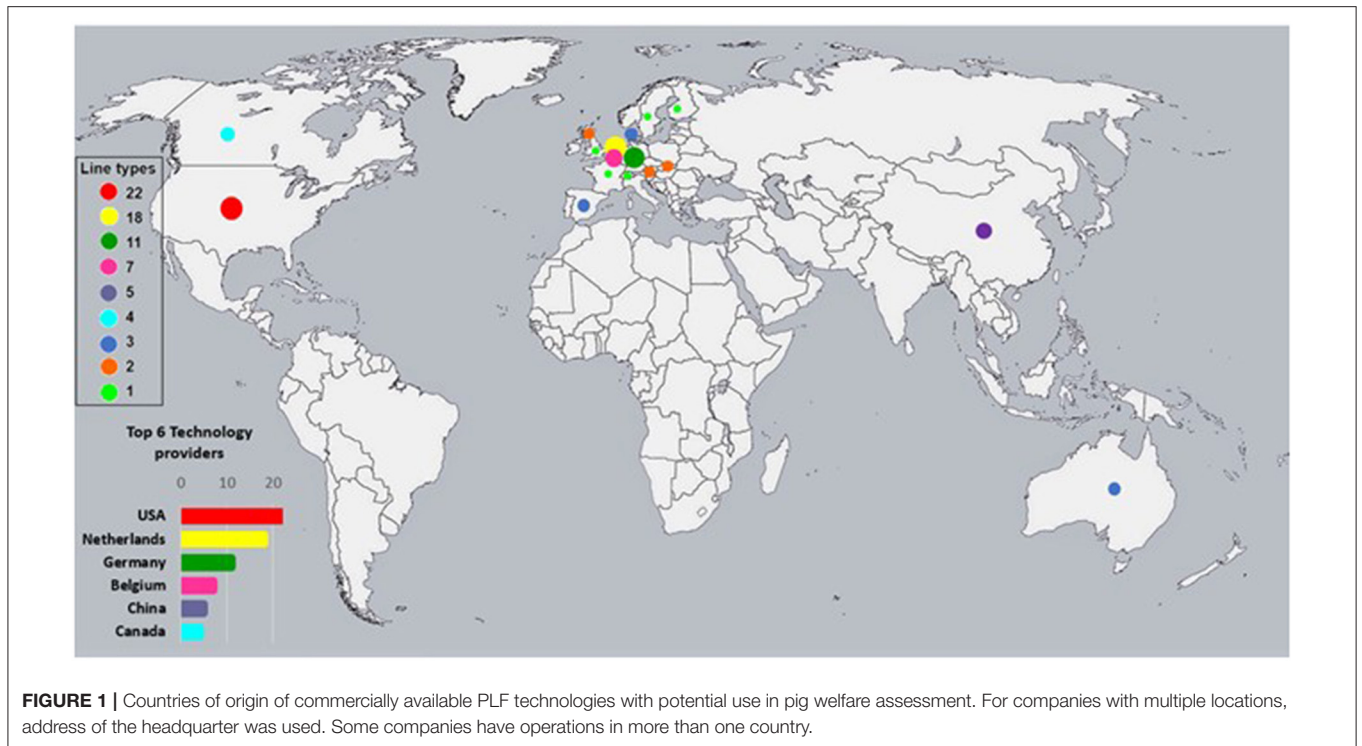 Line types
22
18
11
7
5
4
3
2
1
Top 6 Technology
providers
0 10 20
USA
Netherlands
Germany
Belgium
China
Canada
FIGURE 1 | Countries of origin of commercially available PLF technologies with potential use in pig welfare assessment. For companies with multiple locations,
address of the headquarter was used. Some companies have operations in more than one country.